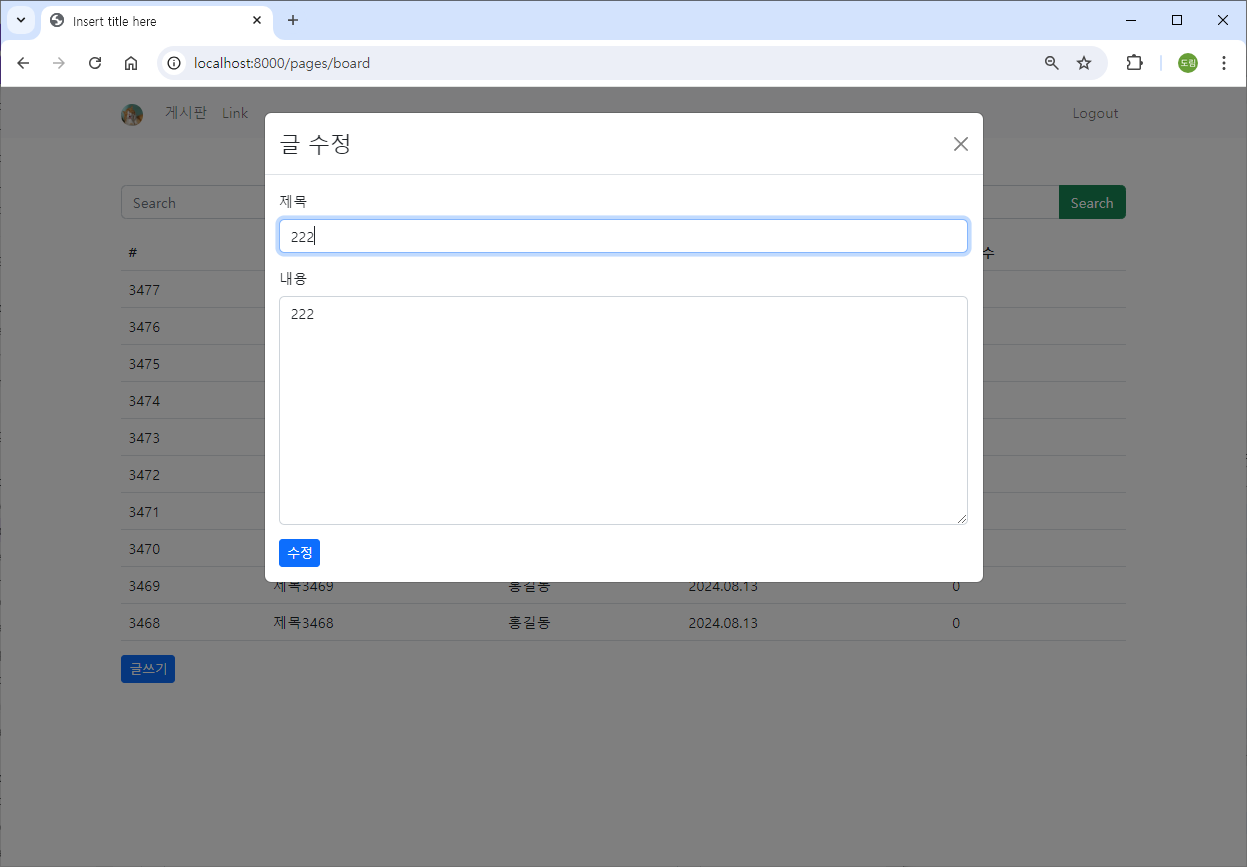 Insert title here
localhost:8000/pages/board
도림
게시판 Link Logout
글 수정
제목
Search Search
222
# 수
내용
3477
222
3476
3475
3474
3473
3472
3471
3470
수정
3469 제목3469 홍길동 2024.08.13 0
3468 제목3468 홍길동 2024.08.13 0
글쓰기